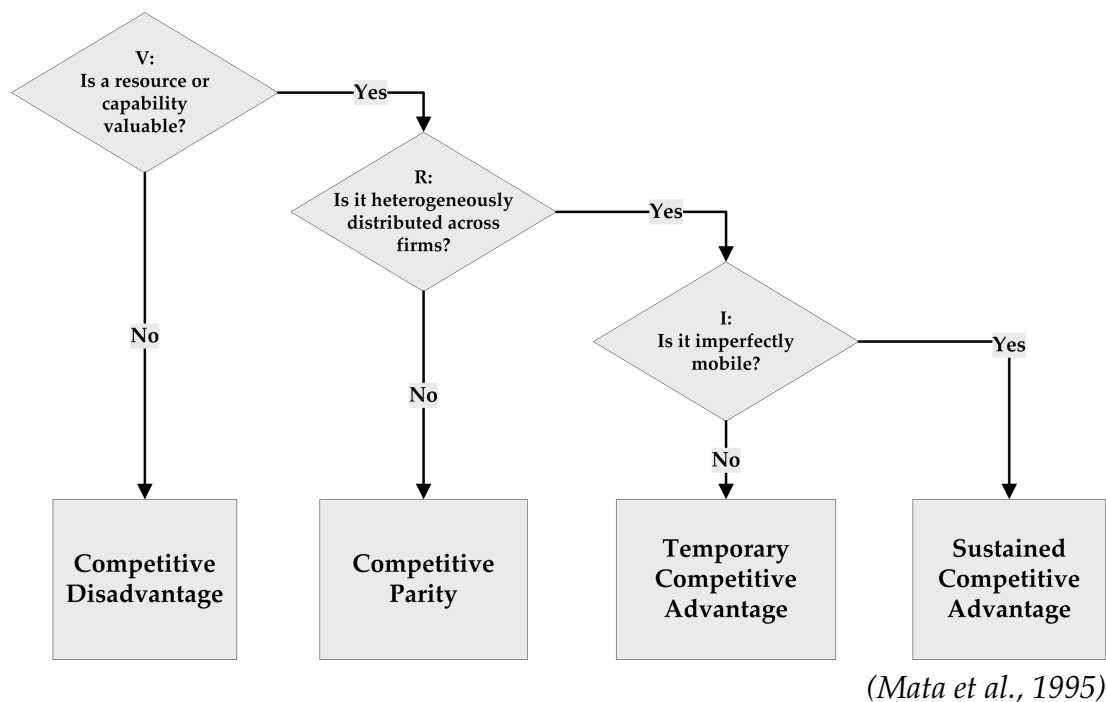 V:
Is a resource or
capability
valuable?
Yes
R:
Is it heterogeneously
distributed across
firms?
Yes
I:
Is it imperfectly
mobile?
Yes
No
No
No
Competitive
Disadvantage
Competitive
Parity
Temporary
Competitive
Advantage
Sustained
Competitive
Advantage
(Mata et al., 1995)